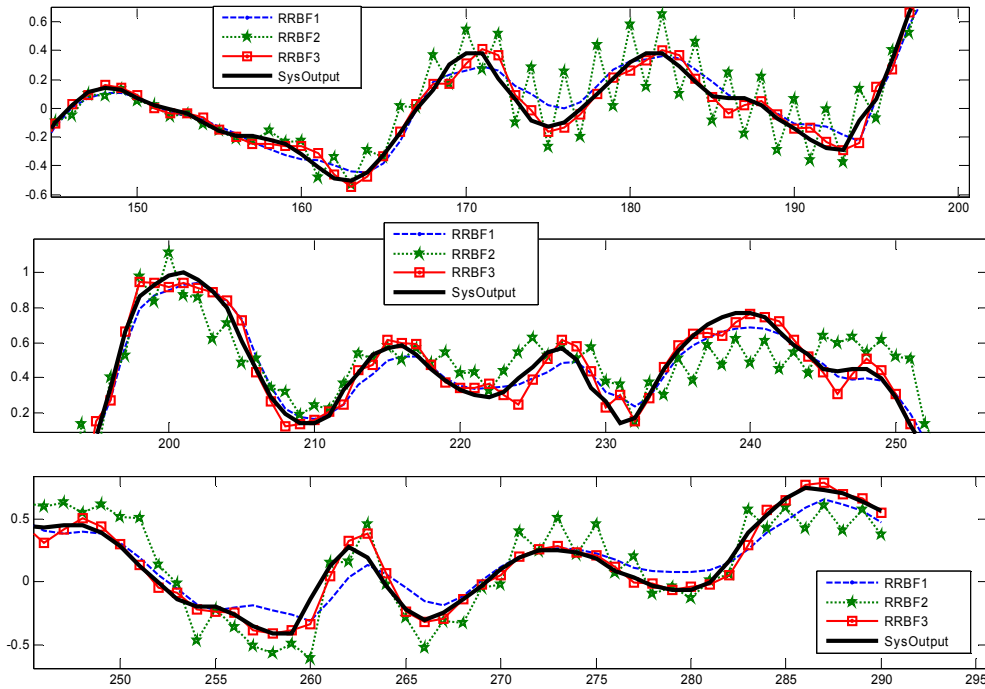 RRBF1
RRBF2
RRBF3
SysOutput
0.6
0.4
0.2
0
-0.2
-0.4
-0.6
150 160 170 180 190 200
RRBF1
RRBF2
RRBF3
SysOutput
1
0.8
0.6
0.4
0.2
200 210 220 230 240 250
0.5
0
-0.5
RRBF1
RRBF2
RRBF3
SysOutput
250 255 260 265 270 275 280 285 290 295